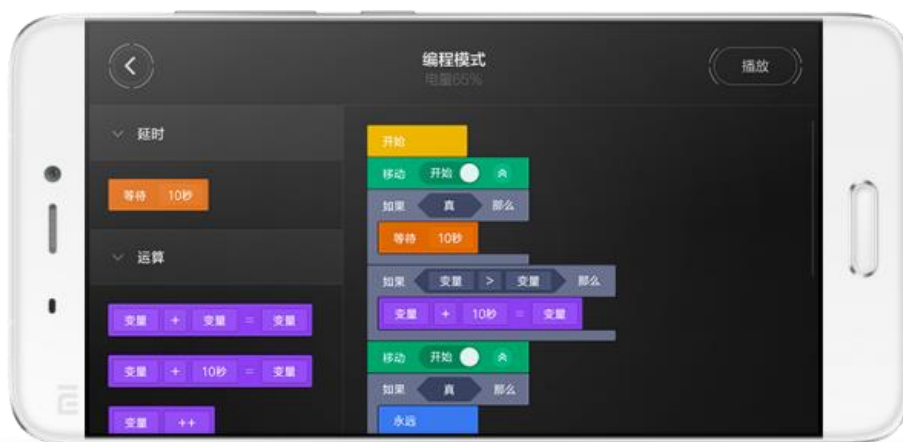 编程模式
电量65%
播放
延时
等待 10秒
运算
变量 + 变量 = 变量
变量 + 10秒 = 变量
变量 ++
开始
移动 开始
如果 真 那么
等待 10秒
如果 变量 > 变量 那么
变量 + 10秒 = 变量
移动 开始
如果 真 那么
永远